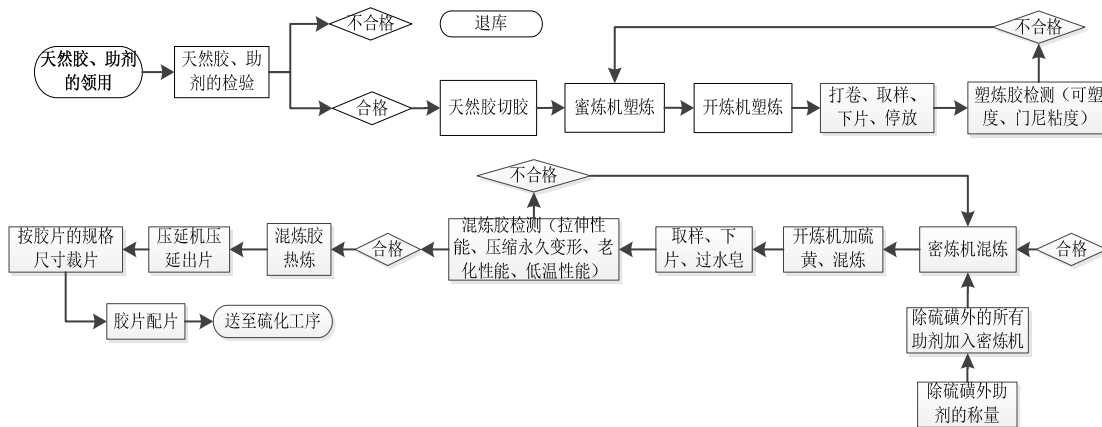 不合格
退库
不合格
天然胶、助剂
的领用
天然胶、助
剂的检验
合格
天然胶切胶
蜜炼机塑炼
开炼机塑炼
打卷、取样、
下片、停放
塑炼胶检测（可塑
度、门尼粘度）
不合格
按胶片的规格
尺寸裁片
压延机压
延出片
混炼胶
热炼
合格
混炼胶检测（拉伸性
能、压缩永久变形、老
化性能、低温性能）
取样、下
片、过水皂
开炼机加硫
黄、混炼
密炼机混炼
合格
胶片配片
送至硫化工序
除硫磺外的所有
助剂加入密炼机
除硫磺外助
剂的称量